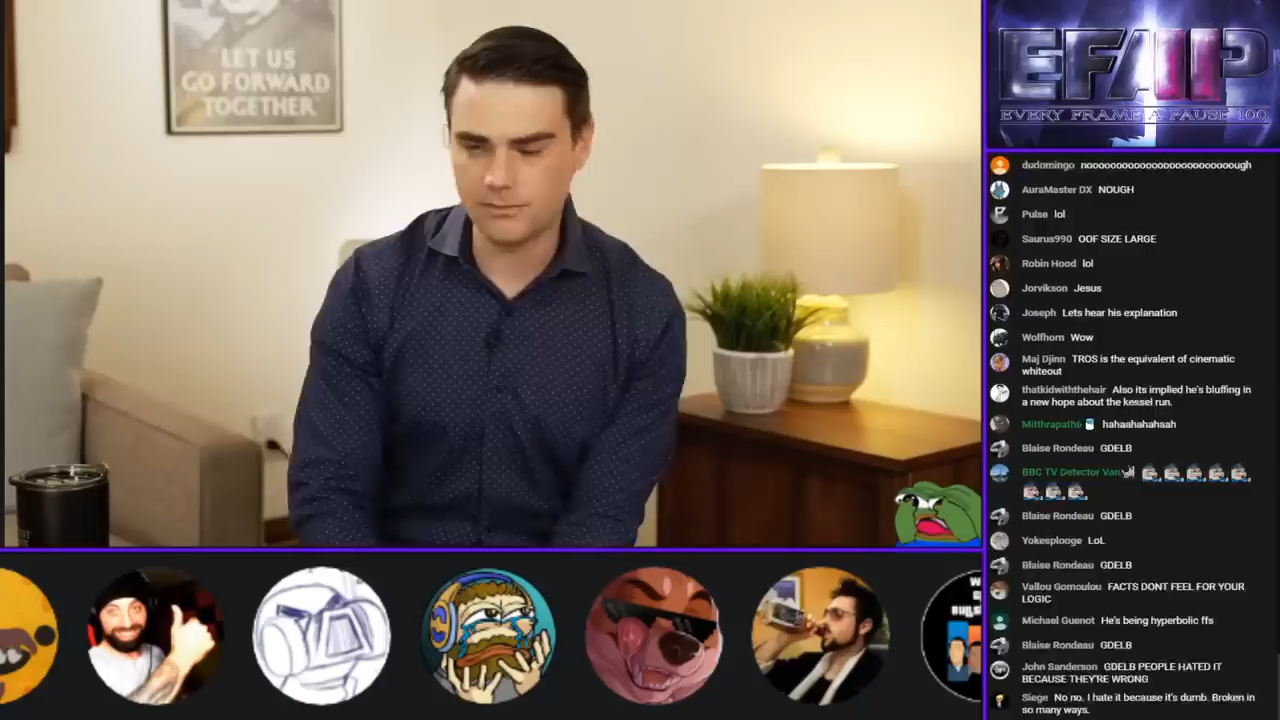 LET US
GO FORWARD
TOGETHER
EFAP
EVERY FRAME A PAUSE 100
dudomingo nooooooooooooooooooooooooough
AuraMaster DX NOUGH
Pulse lol
Saurus990 OOF SIZE LARGE
Robin Hood lol
Jorvikson Jesus
Joseph Lets hear his explanation
Wolfhorn Wow
Maj Djinn TROS is the equivalent of cinematic
whiteout
thatkidwiththehair Also its implied he's bluffing in
a new hope about the kessel run.
Mitthrapath6 hahanhahahaah
Blaise Rondeau GDELB
BBC TV Detector Van
Blaise Rondeau GDELB
Yokesplooge LoL
Blaise Rondeau GDELB
Vallou Gomoulou FACTS DONT FEEL FOR YOUR
LOGIC
Michael Guenot He's being hyperbolic ffs
Blaise Rondeau GDELB
John Sanderson GDELB PEOPLE HATED IT
BECAUSE THEY'RE WRONG
Siege No no. I hate it because it's dumb. Broken in
so many ways.